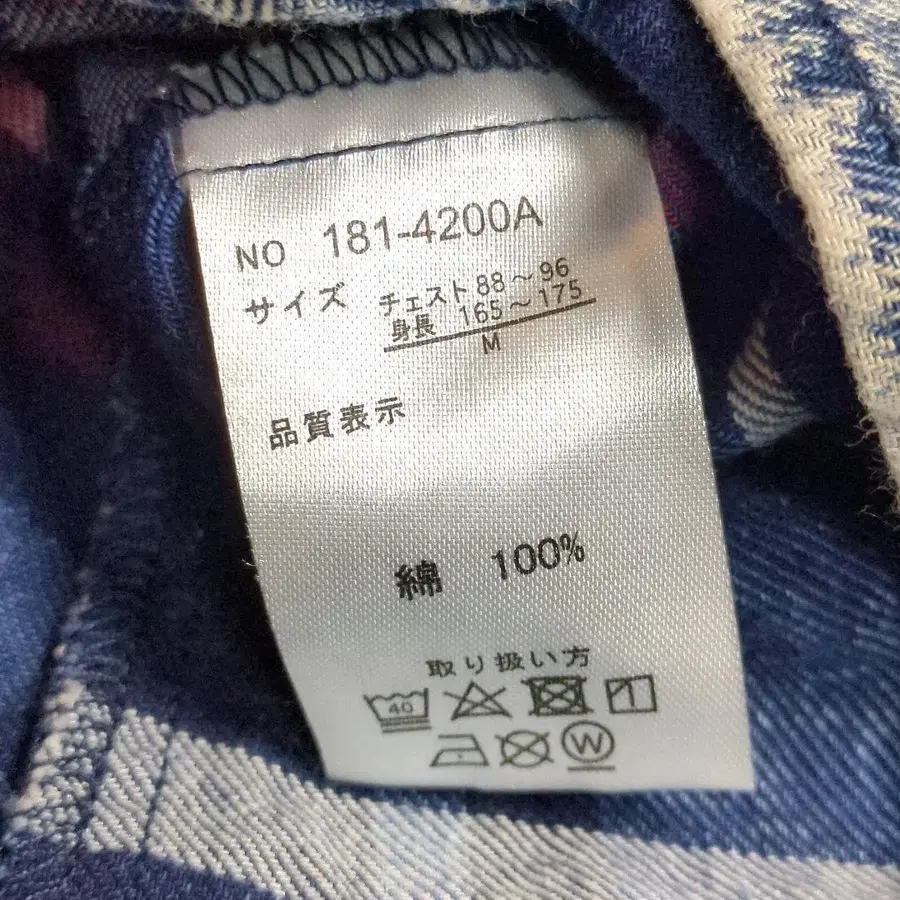 NO 181-4200A
サイズ チェスト 88～96
身長 165～175
M
品質表示
綿 100%
取り扱い方
40
W